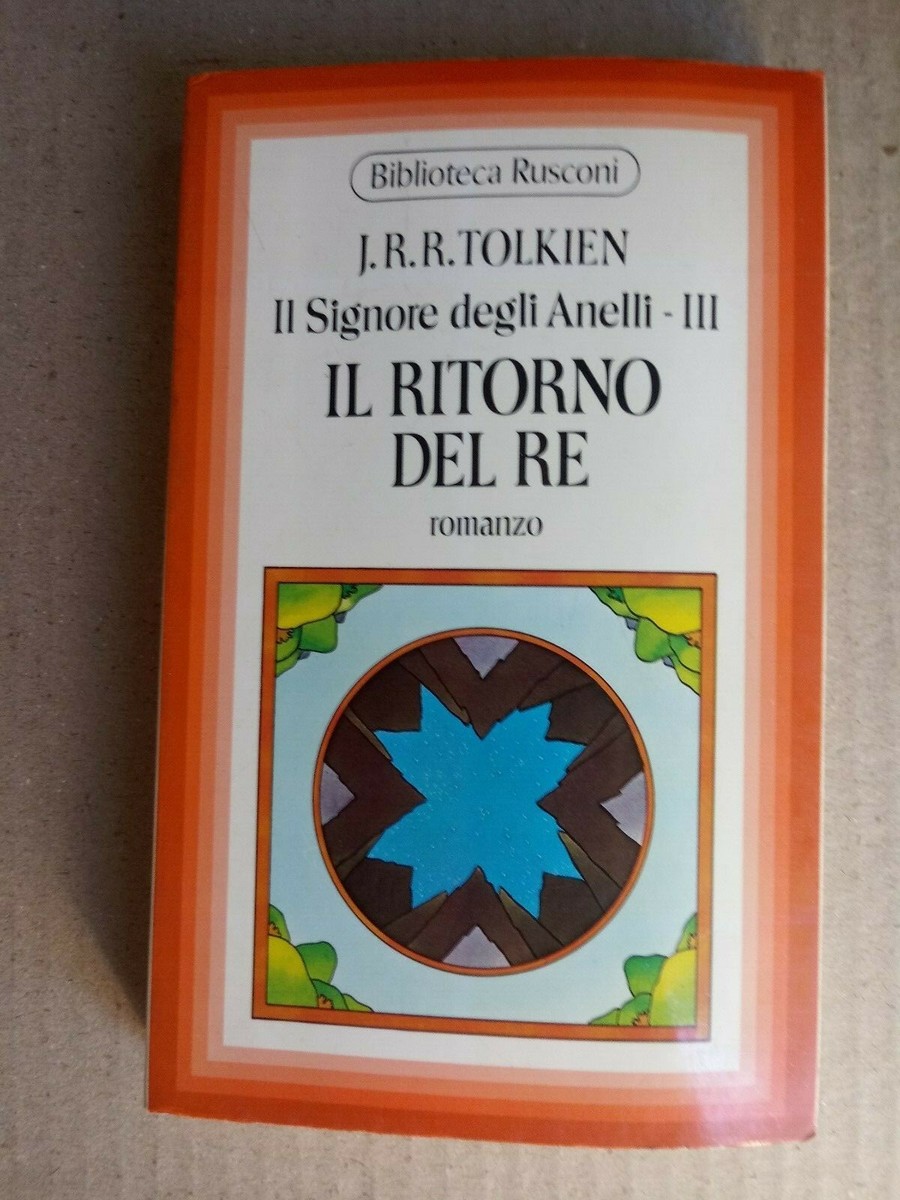 Biblioteca Rusconi
J.R.R.TOLKIEN
Il Signore degli Anelli - III
IL RITORNO
DEL RE
romanzo